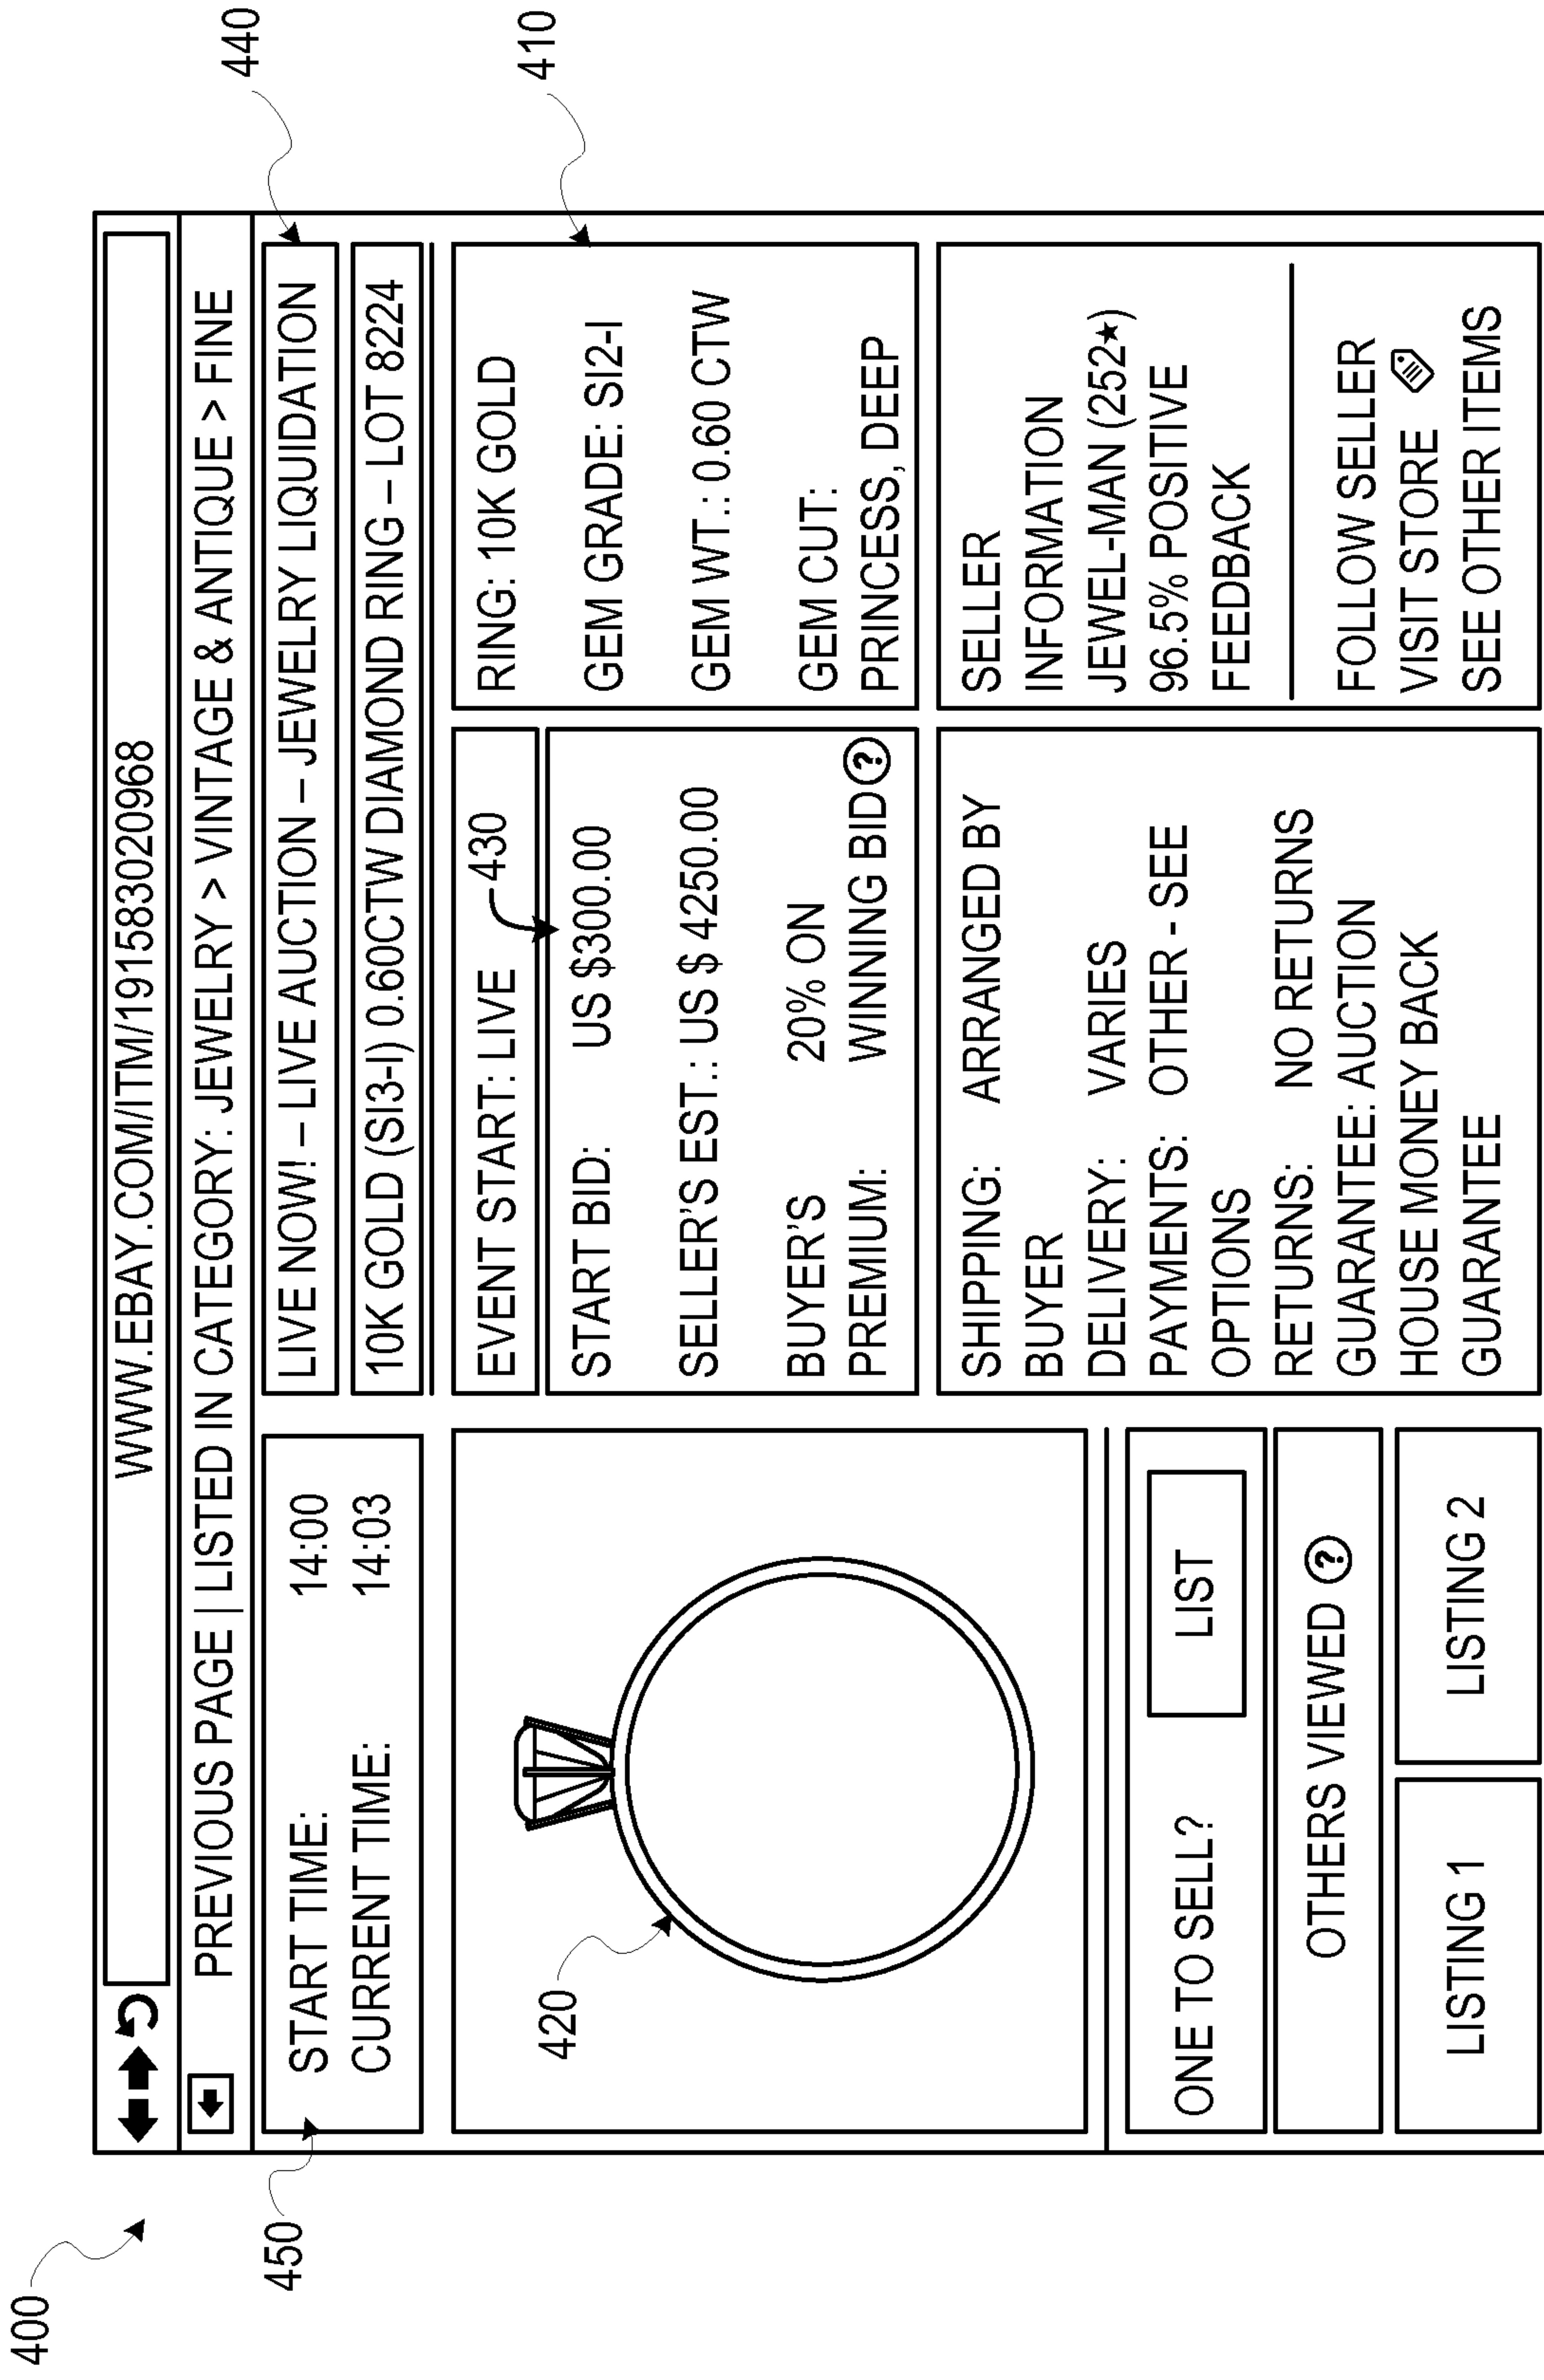 400
WWW.EBAY.COM/ITM/191583020968
PREVIOUS PAGE | LISTED IN CATEGORY: JEWELRY > VINTAGE & ANTIQUE > FINE
450
START TIME: 14:00
CURRENT TIME: 14:03
LIVE NOW! – LIVE AUCTION – JEWELRY LIQUIDATION
440
10K GOLD (SI3-I) 0.60CTW DIAMOND RING – LOT 8224
420
EVENT START: LIVE
430
START BID: US $300.00
SELLER'S EST.: US $ 4250.00
BUYER'S 20% ON
PREMIUM: WINNING BID ?
RING: 10K GOLD
410
GEM GRADE: SI2-I
GEM WT.: 0.60 CTW
GEM CUT:
PRINCESS, DEEP
ONE TO SELL? LIST
OTHERS VIEWED ?
LISTING 1 LISTING 2
SHIPPING: ARRANGED BY
BUYER
DELIVERY: VARIES
PAYMENTS: OTHER - SEE
OPTIONS
RETURNS: NO RETURNS
GUARANTEE: AUCTION
HOUSE MONEY BACK
GUARANTEE
SELLER
INFORMATION
JEWEL-MAN (252★)
96.5% POSITIVE
FEEDBACK
FOLLOW SELLER
VISIT STORE
SEE OTHER ITEMS